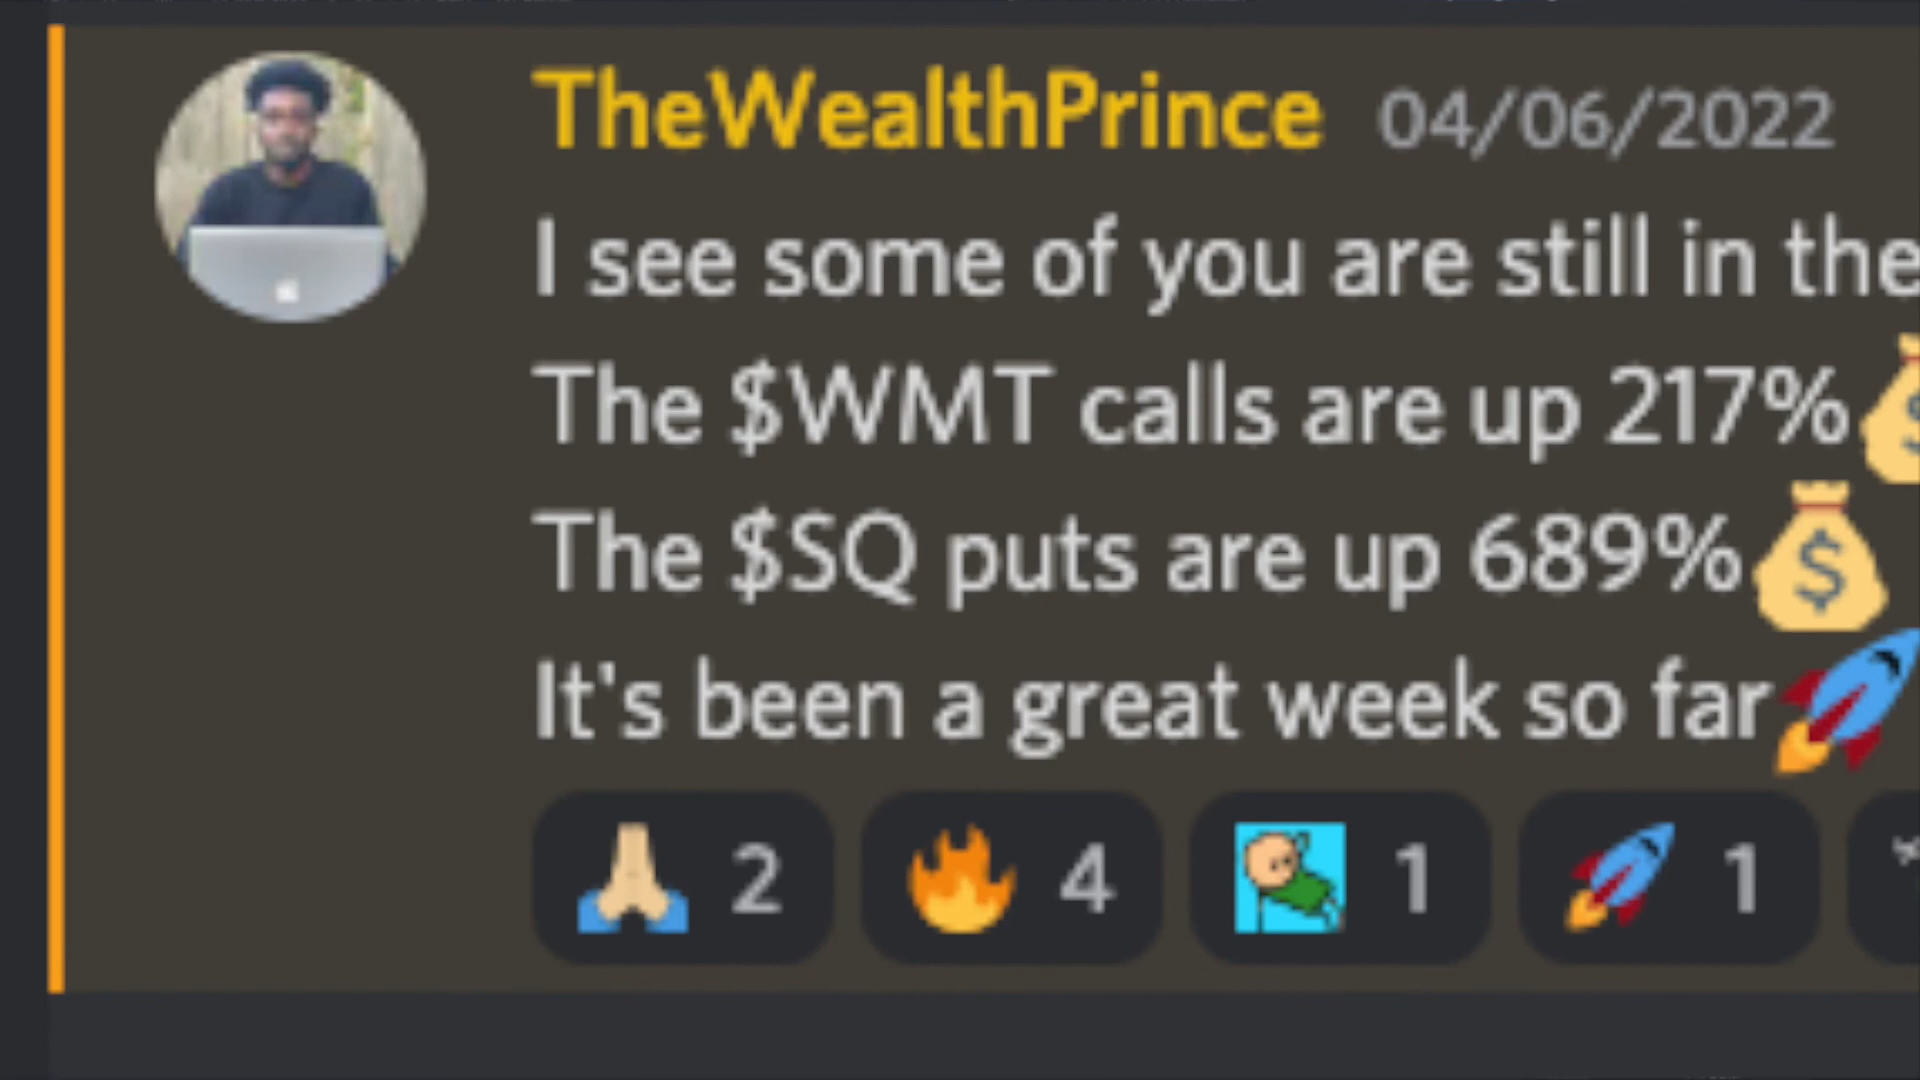 TheWealthPrince 04/06/2022
I see some of you are still in the
The $WMT calls are up 217%
The $SQ puts are up 689%
It's been a great week so far
2 4 1 1